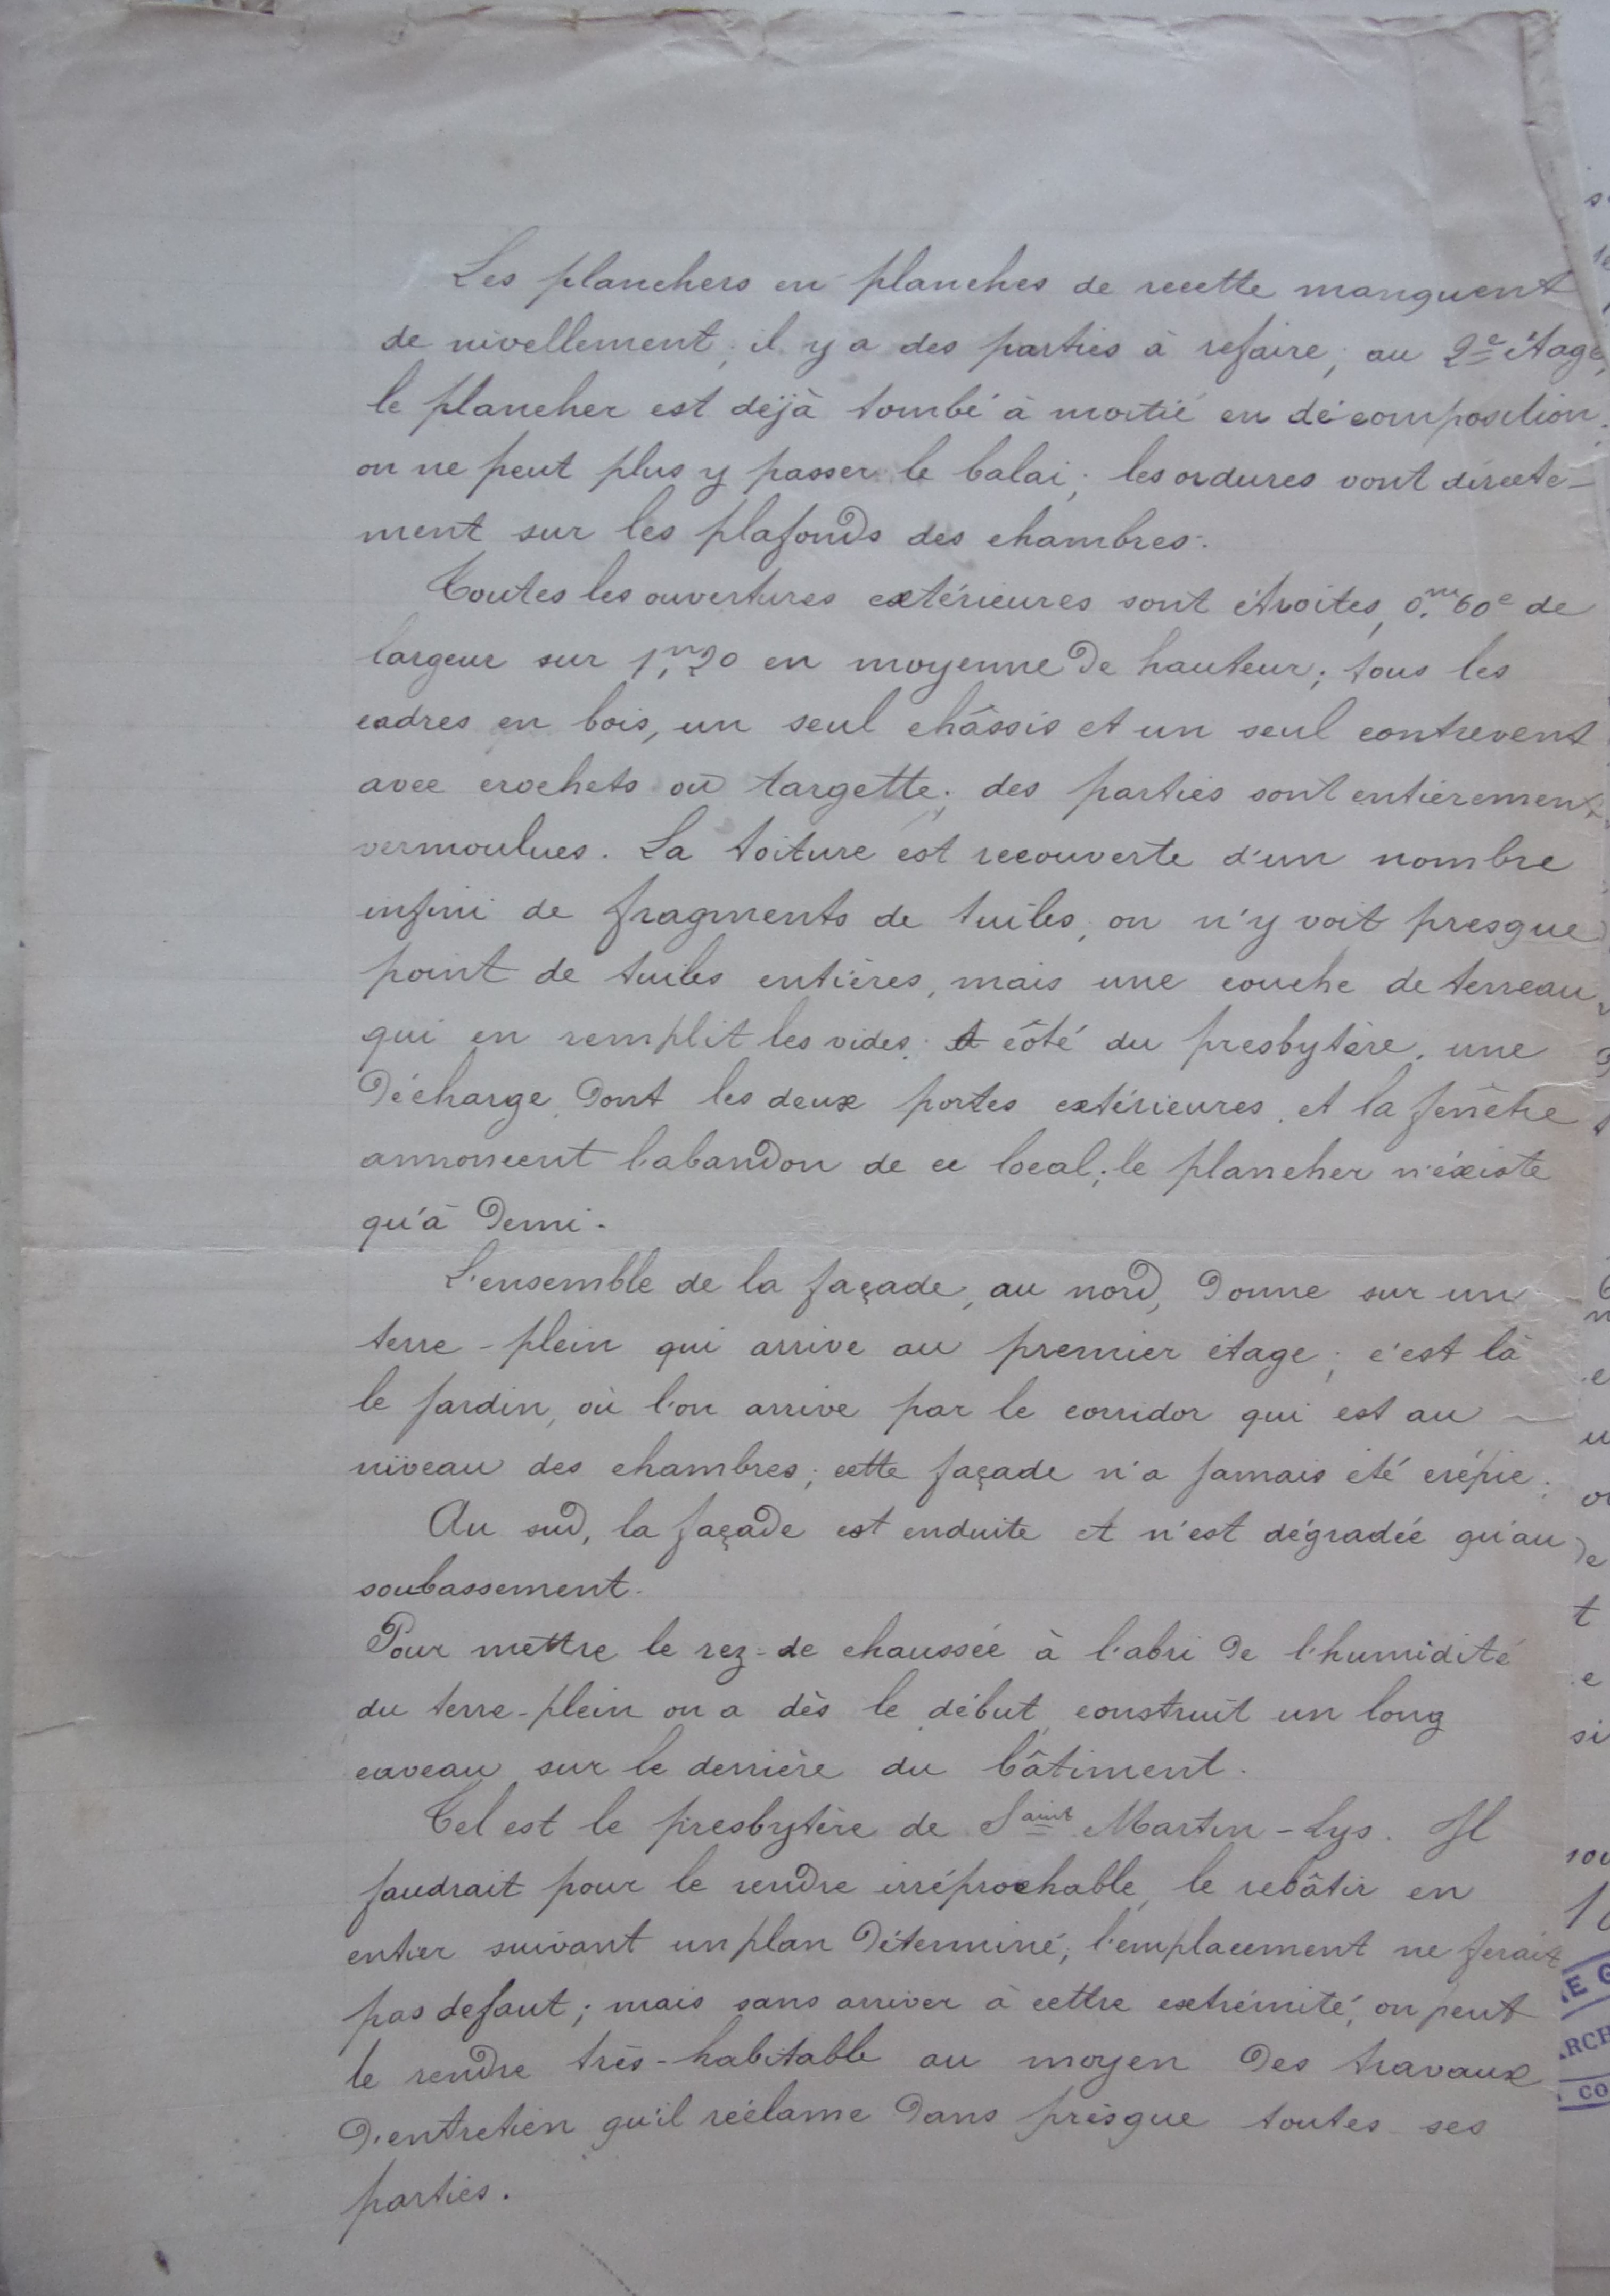 Les planchers en planches de recette manquent
de nivellement; il y a des parties à refaire; au 2e étage,
le plancher est déjà tombé à moitié en décomposition;
on ne peut plus y passer le balai; les ordures vont directe-
ment sur les plafonds des chambres.
Toutes les ouvertures extérieures sont étroites, 0,m60c de
largeur sur 1,m20 en moyenne de hauteur; tous les
cadres en bois, un seul châssis et un seul contrevent
avec crochets ou targette; des parties sont entièrement
vermoulues. La toiture est recouverte d'un nombre
infini de fragments de tuiles, on n'y voit presque
point de tuiles entières, mais une couche de terreau
qui en remplit les vides. A côté du presbytère, une
décharge dont les deux portes extérieures, et la fenêtre
annoncent l'abandon de ce local; le plancher n'éxiste
qu'à demi.
L'ensemble de la façade, au nord, donne sur un
terre-plein qui arrive au premier étage; c'est là
le jardin, où l'on arrive par le corridor qui est au
niveau des chambres; cette façade n'a jamais été crépie.
Au sud, la façade est enduite et n'est dégradée qu'au
soubassement.
Pour mettre le rez-de chaussée à l'abri de l'humidité
du terre-plein on a dès le début construit un long
caveau sur le derrière du bâtiment.
Tel est le presbytère de Saint Martin-Lys. Il
faudrait pour le rendre irréprochable, le rebâtir en
entier suivant un plan déterminé; l'emplacement ne ferait
pas defaut; mais sans arriver à cettre extrémité, on peut
le rendre très-habitable au moyen des travaux
d'entretien qu'il réclame dans presque toutes ses
parties.